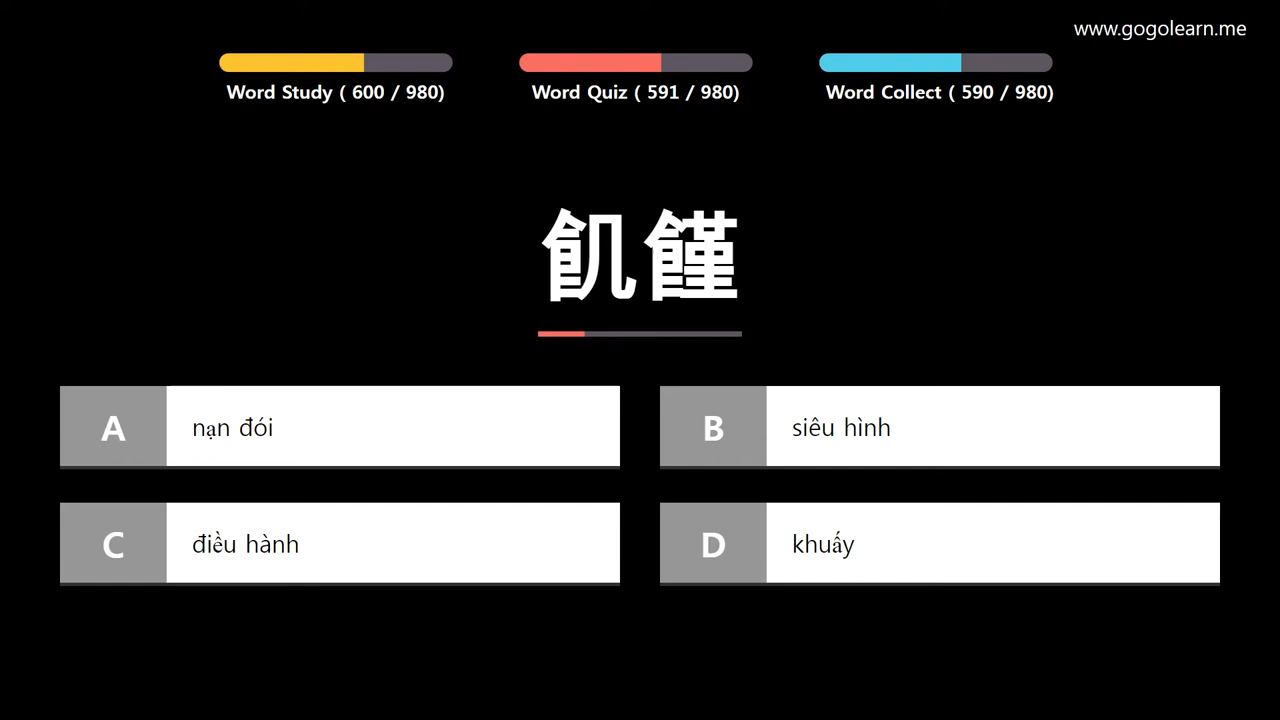 www.gogolearn.me
Word Study ( 600 / 980)
Word Quiz ( 591 / 980)
Word Collect ( 590 / 980)
飢饉
A
nạn đói
B
siêu hình
C
điều hành
D
khuấy